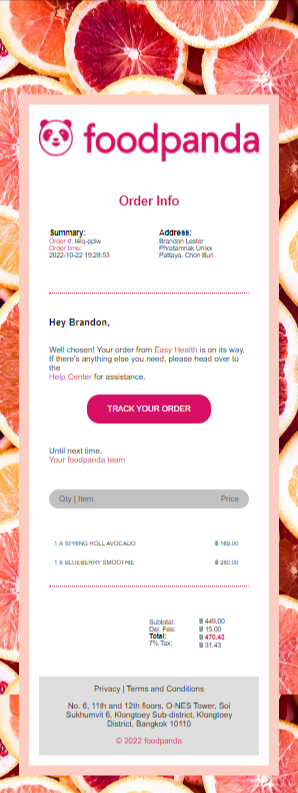 foodpanda
Order Info
Summary:
Order #: t4q-pplw
Order time:
2022-10-22 19:28:53
Address:
Brandon Lester
Phratamnak Unixx
Pattaya, Chon Buri
Hey Brandon,
Well chosen! Your order from Easy Health is on its way.
If there's anything else you need, please head over to
the
Help Center for assistance.
TRACK YOUR ORDER
Until next time,
Your foodpanda team
Qty | Item Price
1 X SPRING ROLL AVOCADO ฿ 169.00
1 X BLUEBERRY SMOOTHIE ฿ 280.00
Subtotal: ฿ 449.00
Del. Fee: ฿ 15.00
Total: ฿ 470.43
7% Tax: ฿ 31.43
Privacy | Terms and Conditions
No. 6, 11th and 12th floors, O-NES Tower, Soi
Sukhumvit 6, Klongtoey Sub-district, Klongtoey
District, Bangkok 10110
© 2022 foodpanda